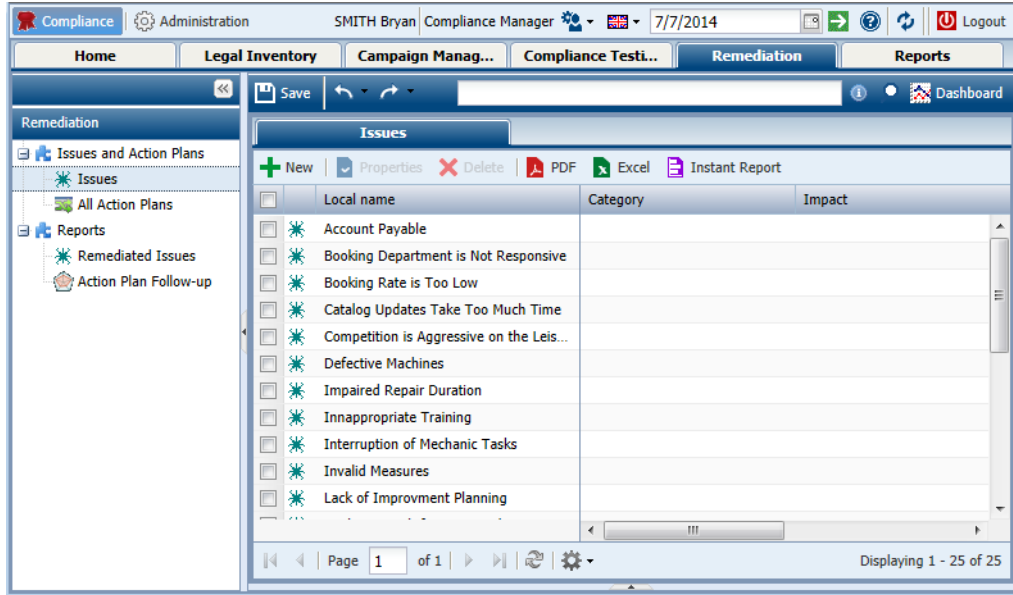 Compliance Administration SMITH Bryan Compliance Manager 7/7/2014 Logout
Home Legal Inventory Campaign Manag... Compliance Testi... Remediation Reports
Save Dashboard
Remediation
Issues and Action Plans
Issues
All Action Plans
Reports
Remediated Issues
Action Plan Follow-up
Issues
New Properties Delete PDF Excel Instant Report
Local name Category Impact
Account Payable
Booking Department is Not Responsive
Booking Rate is Too Low
Catalog Updates Take Too Much Time
Competition is Aggressive on the Leis...
Defective Machines
Impaired Repair Duration
Innappropriate Training
Interruption of Mechanic Tasks
Invalid Measures
Lack of Improvment Planning
Page 1 of 1 Displaying 1 - 25 of 25